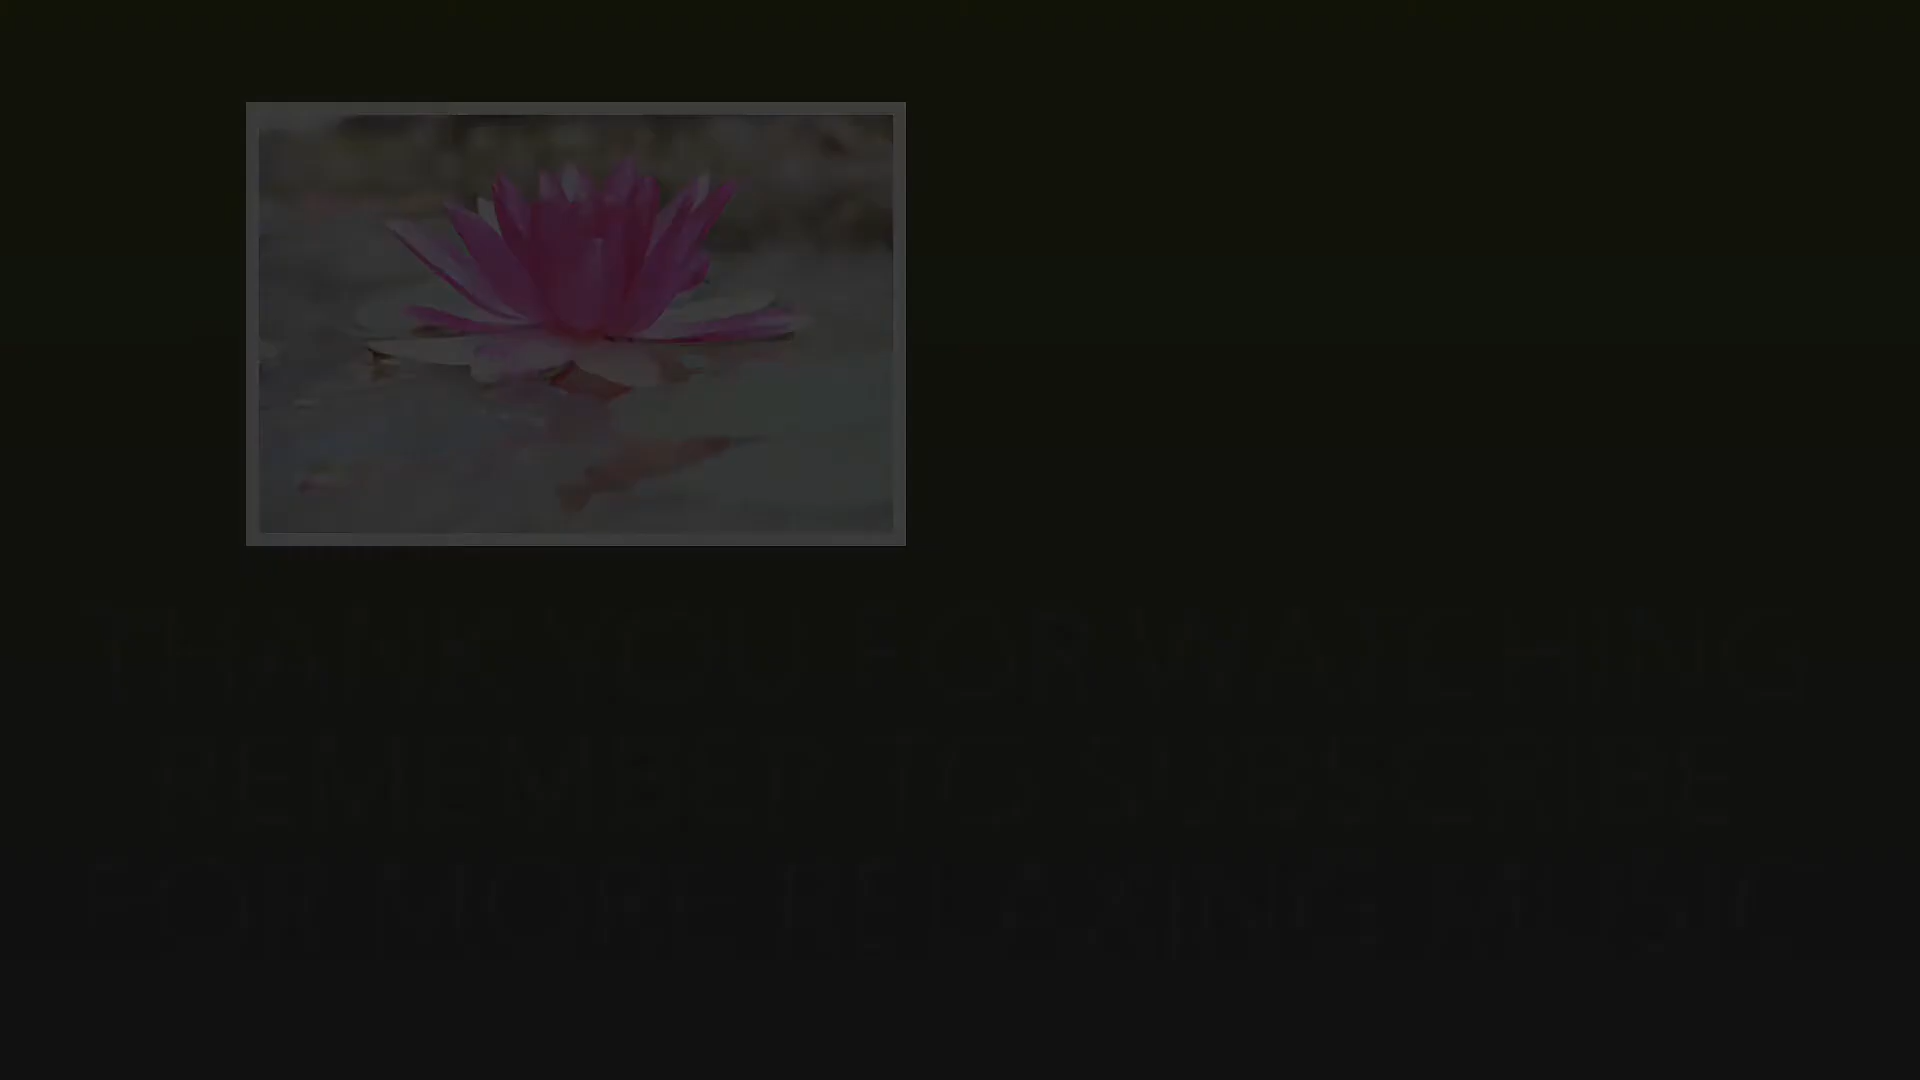 THANK YOU FOR WATCHING
REMEMBER TO SUBSCRIBE
FOR MORE RELAXING MUSIC